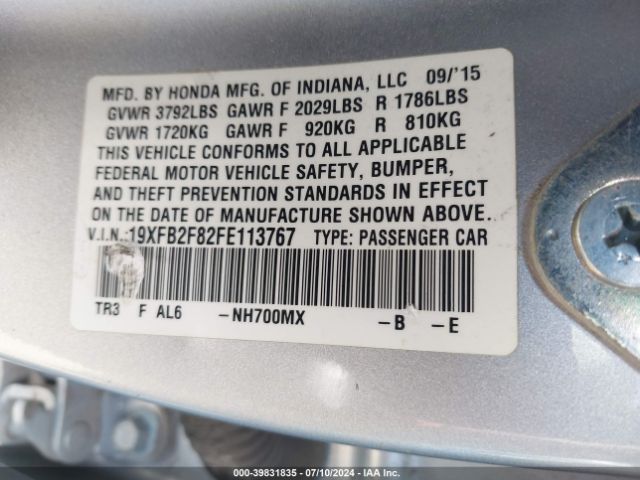 MFD. BY HONDA MFG. OF INDIANA, LLC 09/'15
GVWR 3792LBS GAWR F 2029LBS R 1786LBS
GVWR 1720KG GAWR F 920KG R 810KG
THIS VEHICLE CONFORMS TO ALL APPLICABLE
FEDERAL MOTOR VEHICLE SAFETY, BUMPER,
AND THEFT PREVENTION STANDARDS IN EFFECT
ON THE DATE OF MANUFACTURE SHOWN ABOVE.
V.I.N.:19XFB2F82FE113767 TYPE: PASSENGER CAR
TR3 F AL6 -NH700MX -B -E
000-39831835 - 07/10/2024 - IAA Inc.